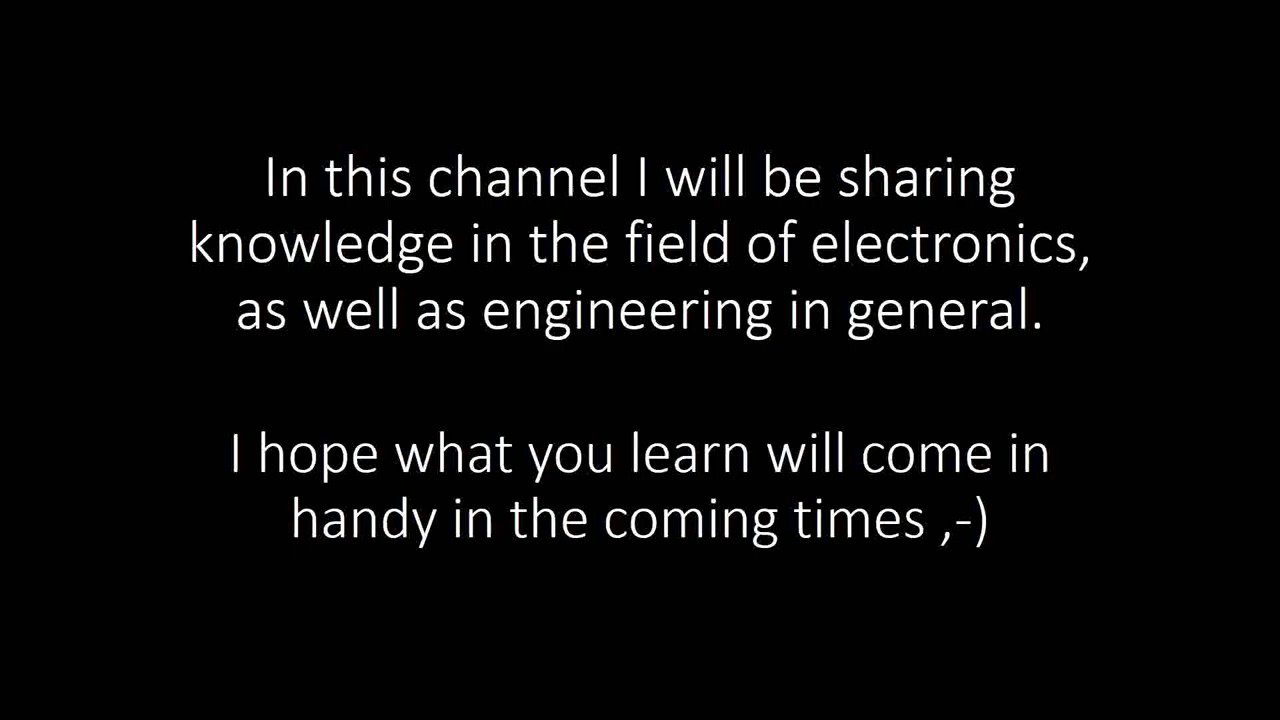 In this channel I will be sharing
knowledge in the field of electronics,
as well as engineering in general.
I hope what you learn will come in
handy in the coming times ,-)